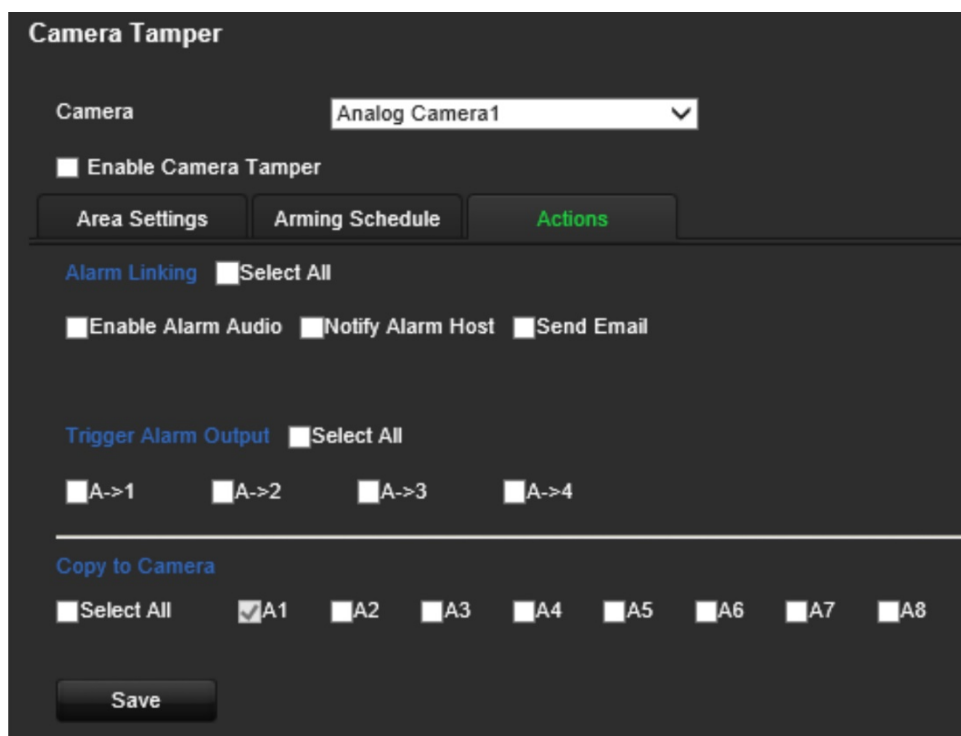 Camera Tamper
Camera Analog Camera1
Enable Camera Tamper
Area Settings Arming Schedule Actions
Alarm Linking Select All
Enable Alarm Audio Notify Alarm Host Send Email
Trigger Alarm Output Select All
A->1 A->2 A->3 A->4
Copy to Camera
Select All A1 A2 A3 A4 A5 A6 A7 A8
Save